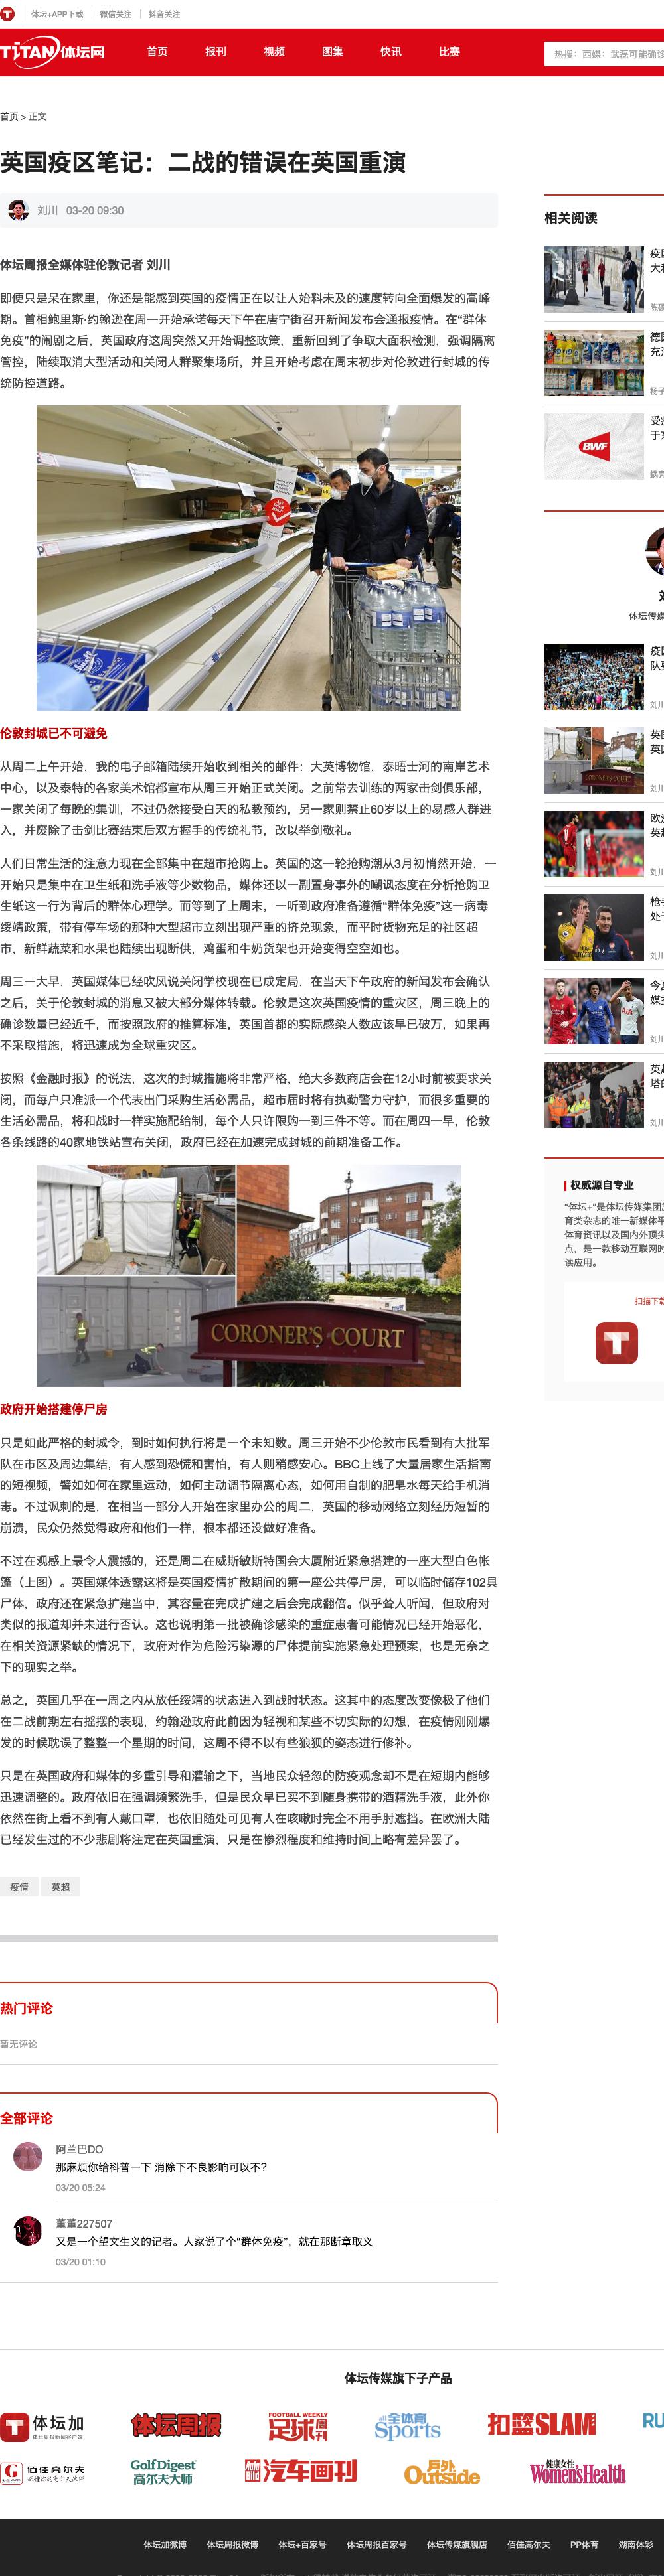 体坛+APP下载 微信关注 抖音关注
TiTAN体坛网 首页 报刊 视频 图集 快讯 比赛 热搜：西媒：武磊可能确诊
首页 > 正文
英国疫区笔记：二战的错误在英国重演
刘川 03-20 09:30
体坛周报全媒体驻伦敦记者 刘川
即便只是呆在家里，你还是能感到英国的疫情正在以让人始料未及的速度转向全面爆发的高峰
期。首相鲍里斯·约翰逊在周一开始承诺每天下午在唐宁街召开新闻发布会通报疫情。在“群体
免疫”的闹剧之后，英国政府这周突然又开始调整政策，重新回到了争取大面积检测，强调隔离
管控，陆续取消大型活动和关闭人群聚集场所，并且开始考虑在周末初步对伦敦进行封城的传
统防控道路。
伦敦封城已不可避免
从周二上午开始，我的电子邮箱陆续开始收到相关的邮件：大英博物馆，泰晤士河的南岸艺术
中心，以及泰特的各家美术馆都宣布从周三开始正式关闭。之前常去训练的两家击剑俱乐部，
一家关闭了每晚的集训，不过仍然接受白天的私教预约，另一家则禁止60岁以上的易感人群进
入，并废除了击剑比赛结束后双方握手的传统礼节，改以举剑敬礼。
人们日常生活的注意力现在全部集中在超市抢购上。英国的这一轮抢购潮从3月初悄然开始，一
开始只是集中在卫生纸和洗手液等少数物品，媒体还以一副置身事外的嘲讽态度在分析抢购卫
生纸这一行为背后的群体心理学。而等到了上周末，一听到政府准备遵循“群体免疫”这一病毒
绥靖政策，带有停车场的那种大型超市立刻出现严重的挤兑现象，而平时货物充足的社区超
市，新鲜蔬菜和水果也陆续出现断供，鸡蛋和牛奶货架也开始变得空空如也。
周三一大早，英国媒体已经吹风说关闭学校现在已成定局，在当天下午政府的新闻发布会确认
之后，关于伦敦封城的消息又被大部分媒体转载。伦敦是这次英国疫情的重灾区，周三晚上的
确诊数量已经近千，而按照政府的推算标准，英国首都的实际感染人数应该早已破万，如果再
不采取措施，将迅速成为全球重灾区。
按照《金融时报》的说法，这次的封城措施将非常严格，绝大多数商店会在12小时前被要求关
闭，而每户只准派一个代表出门采购生活必需品，超市届时将有执勤警力守护，而很多重要的
生活必需品，将和战时一样实施配给制，每个人只许限购一到三件不等。而在周四一早，伦敦
各条线路的40家地铁站宣布关闭，政府已经在加速完成封城的前期准备工作。
CORONER'S COURT
政府开始搭建停尸房
只是如此严格的封城令，到时如何执行将是一个未知数。周三开始不少伦敦市民看到有大批军
队在市区及周边集结，有人感到恐慌和害怕，有人则稍感安心。BBC上线了大量居家生活指南
的短视频，譬如如何在家里运动，如何主动调节隔离心态，如何用自制的肥皂水每天给手机消
毒。不过讽刺的是，在相当一部分人开始在家里办公的周二，英国的移动网络立刻经历短暂的
崩溃，民众仍然觉得政府和他们一样，根本都还没做好准备。
不过在观感上最令人震撼的，还是周二在威斯敏斯特国会大厦附近紧急搭建的一座大型白色帐
篷（上图）。英国媒体透露这将是英国疫情扩散期间的第一座公共停尸房，可以临时储存102具
尸体，政府还在紧急扩建当中，其容量在完成扩建之后会完成翻倍。似乎耸人听闻，但政府对
类似的报道却并未进行否认。这也说明第一批被确诊感染的重症患者可能情况已经开始恶化，
在相关资源紧缺的情况下，政府对作为危险污染源的尸体提前实施紧急处理预案，也是无奈之
下的现实之举。
总之，英国几乎在一周之内从放任绥靖的状态进入到战时状态。这其中的态度改变像极了他们
在二战前期左右摇摆的表现，约翰逊政府此前因为轻视和某些不切实际的幻想，在疫情刚刚爆
发的时候耽误了整整一个星期的时间，这周不得不以有些狼狈的姿态进行修补。
只是在英国政府和媒体的多重引导和灌输之下，当地民众轻忽的防疫观念却不是在短期内能够
迅速调整的。政府依旧在强调频繁洗手，但是民众早已买不到随身携带的酒精洗手液，此外你
依然在街上看不到有人戴口罩，也依旧随处可见有人在咳嗽时完全不用手肘遮挡。在欧洲大陆
已经发生过的不少悲剧将注定在英国重演，只是在惨烈程度和维持时间上略有差异罢了。
疫情 英超
热门评论
暂无评论
全部评论
阿兰巴DO
那麻烦你给科普一下 消除下不良影响可以不？
03/20 05:24
董董227507
又是一个望文生义的记者。人家说了个“群体免疫”，就在那断章取义
03/20 01:10
相关阅读
疫区
大利
陈硕
德国
充满
杨子
BWF
受疫
于东
蜗壳
刘
体坛传媒
疫区
队员
刘川
CORONER'S COURT
英国
英国
刘川
欧洲
英超
刘川
枪手
处于
刘川
今夏
媒报
刘川
英超
塔的
刘川
权威源自专业
“体坛+”是体坛传媒集团旗
育类杂志的唯一新媒体平
体育资讯以及国内外顶尖
点，是一款移动互联网时
读应用。
扫描下载
体坛传媒旗下子产品
体坛加 体坛周报新闻客户端 体坛周报 FOOTBALL WEEKLY 足球周刊 全体育 Sports 扣篮SLAM RU
佰佳高尔夫 GolfDigest 高尔夫大师 汽车画刊 户外 Outside 健康女性 Women'sHealth
体坛加微博 体坛周报微博 体坛+百家号 体坛周报百家号 体坛传媒旗舰店 佰佳高尔夫 PP体育 湖南体彩